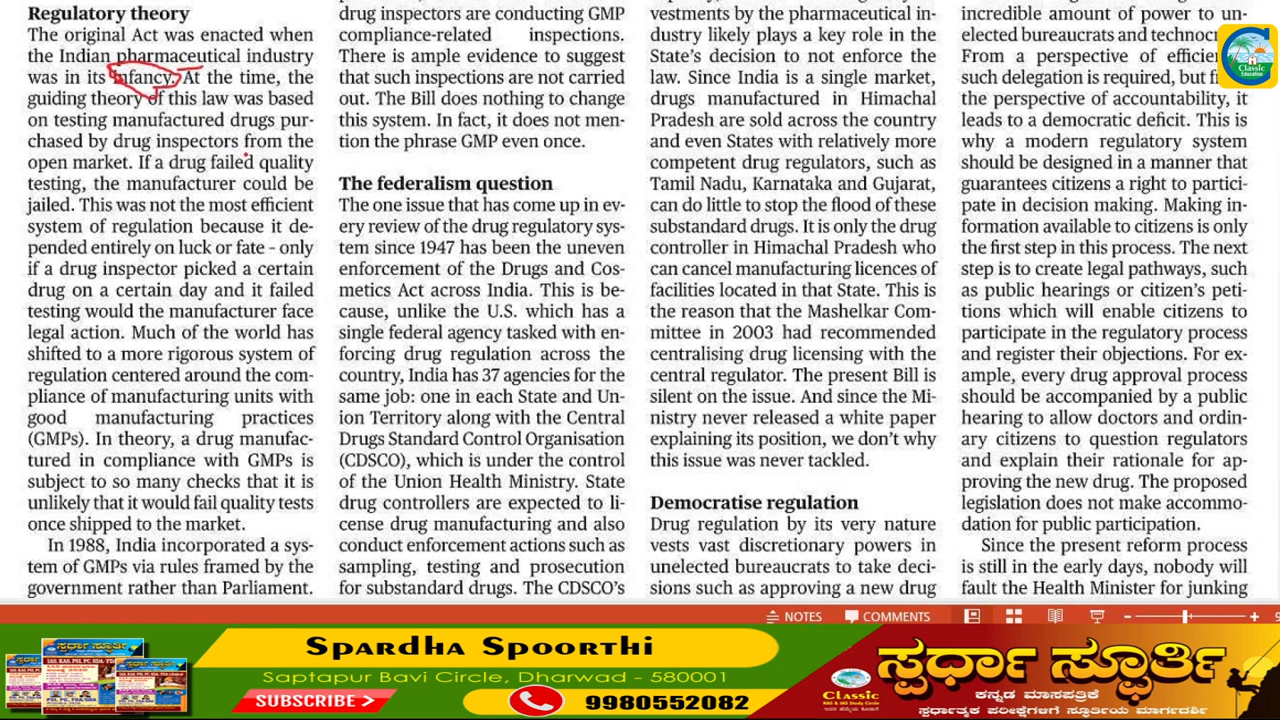 Regulatory theory
The original Act was enacted when
the Indian pharmaceutical industry
was in its infancy. At the time, the
guiding theory of this law was based
on testing manufactured drugs pur-
chased by drug inspectors from the
open market. If a drug failed quality
testing, the manufacturer could be
jailed. This was not the most efficient
system of regulation because it de-
pended entirely on luck or fate – only
if a drug inspector picked a certain
drug on a certain day and it failed
testing would the manufacturer face
legal action. Much of the world has
shifted to a more rigorous system of
regulation centered around the com-
pliance of manufacturing units with
good manufacturing practices
(GMPs). In theory, a drug manufac-
tured in compliance with GMPs is
subject to so many checks that it is
unlikely that it would fail quality tests
once shipped to the market.
In 1988, India incorporated a sys-
tem of GMPs via rules framed by the
government rather than Parliament.
drug inspectors are conducting GMP
compliance-related inspections.
There is ample evidence to suggest
that such inspections are not carried
out. The Bill does nothing to change
this system. In fact, it does not men-
tion the phrase GMP even once.
The federalism question
The one issue that has come up in ev-
ery review of the drug regulatory sys-
tem since 1947 has been the uneven
enforcement of the Drugs and Cos-
metics Act across India. This is be-
cause, unlike the U.S. which has a
single federal agency tasked with en-
forcing drug regulation across the
country, India has 37 agencies for the
same job: one in each State and Un-
ion Territory along with the Central
Drugs Standard Control Organisation
(CDSCO), which is under the control
of the Union Health Ministry. State
drug controllers are expected to li-
cense drug manufacturing and also
conduct enforcement actions such as
sampling, testing and prosecution
for substandard drugs. The CDSCO's
vestments by the pharmaceutical in-
dustry likely plays a key role in the
State's decision to not enforce the
law. Since India is a single market,
drugs manufactured in Himachal
Pradesh are sold across the country
and even States with relatively more
competent drug regulators, such as
Tamil Nadu, Karnataka and Gujarat,
can do little to stop the flood of these
substandard drugs. It is only the drug
controller in Himachal Pradesh who
can cancel manufacturing licences of
facilities located in that State. This is
the reason that the Mashelkar Com-
mittee in 2003 had recommended
centralising drug licensing with the
central regulator. The present Bill is
silent on the issue. And since the Mi-
nistry never released a white paper
explaining its position, we don't why
this issue was never tackled.
Democratise regulation
Drug regulation by its very nature
vests vast discretionary powers in
unelected bureaucrats to take deci-
sions such as approving a new drug
incredible amount of power to un-
elected bureaucrats and technocr
From a perspective of efficien
such delegation is required, but f
the perspective of accountability, it
leads to a democratic deficit. This is
why a modern regulatory system
should be designed in a manner that
guarantees citizens a right to partici-
pate in decision making. Making in-
formation available to citizens is only
the first step in this process. The next
step is to create legal pathways, such
as public hearings or citizen's peti-
tions which will enable citizens to
participate in the regulatory process
and register their objections. For ex-
ample, every drug approval process
should be accompanied by a public
hearing to allow doctors and ordin-
ary citizens to question regulators
and explain their rationale for ap-
proving the new drug. The proposed
legislation does not make accommo-
dation for public participation.
Since the present reform process
is still in the early days, nobody will
fault the Health Minister for junking
Classic
Education
NOTES COMMENTS
Spardha Spoorthi
Saptapur Bavi Circle, Dharwad - 580001
SUBSCRIBE
9980552082
Classic
KAS & IAS Study Circle
ಸ್ಪರ್ಧಾ ಸ್ಫೂರ್ತಿ
ಕನ್ನಡ ಮಾಸಪತ್ರಿಕೆ
ಸ್ಪರ್ಧಾತ್ಮಕ ಪರೀಕ್ಷೆಗಳಿಗೆ ಸ್ಫೂರ್ತಿಯ ಮಾರ್ಗದರ್ಶಿ